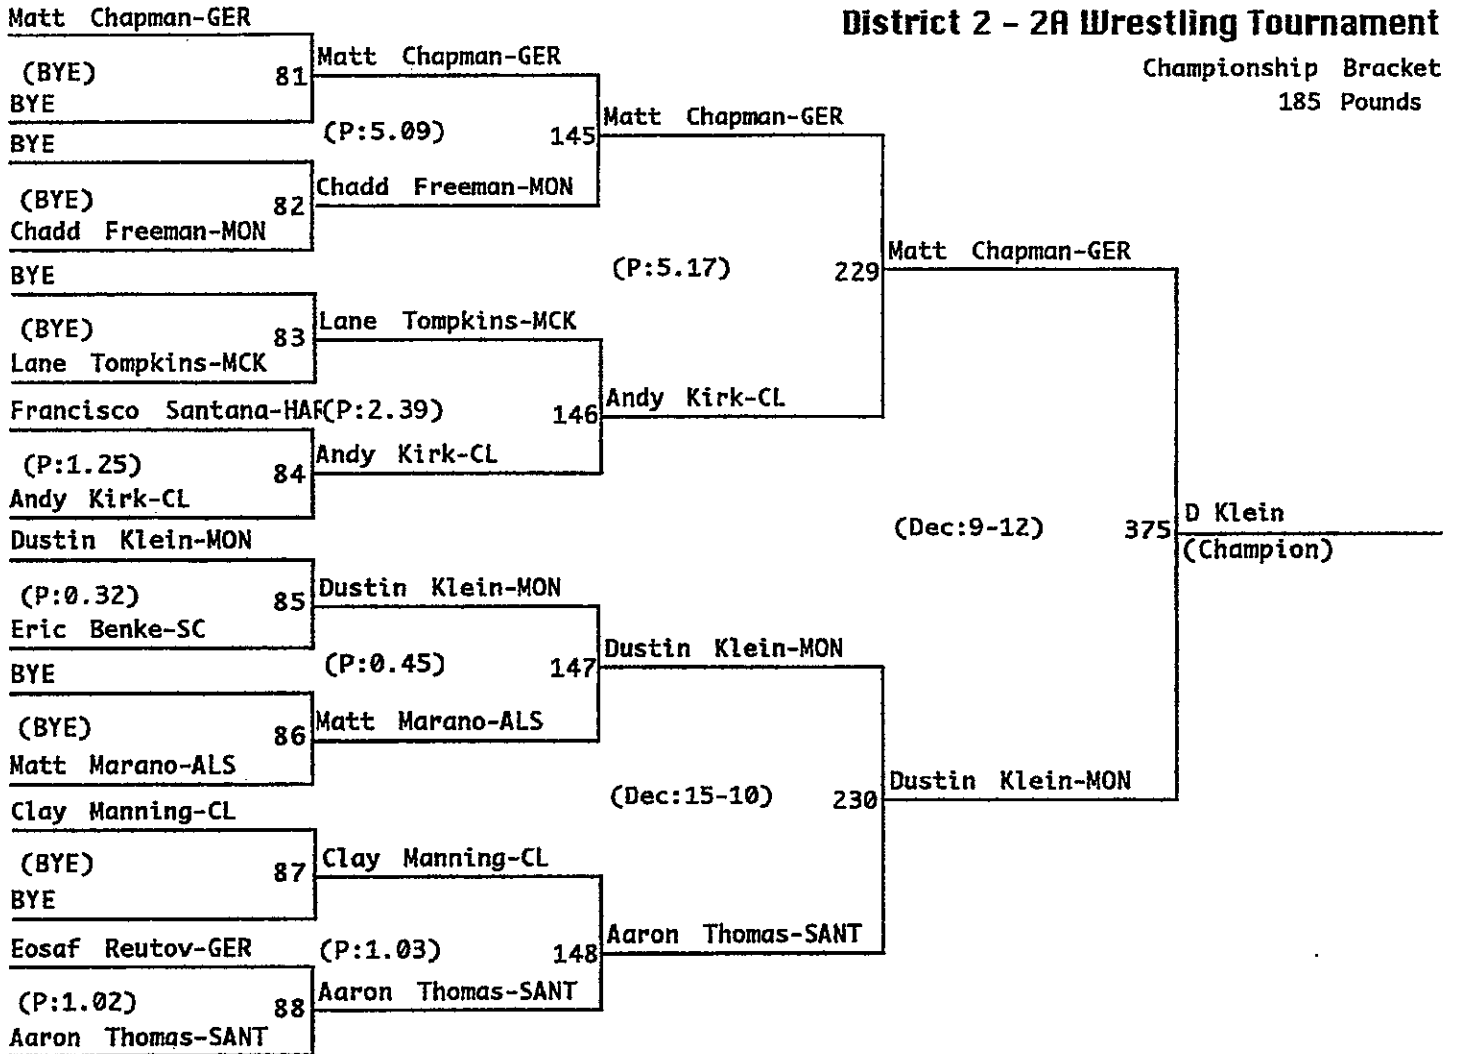 District 2 - 2A Wrestling Tournament
Championship Bracket
185 Pounds
Matt Chapman-GER
(BYE)
81
BYE
BYE
(BYE)
82
Chadd Freeman-MON
BYE
(BYE)
83
Lane Tompkins-MCK
Francisco Santana-HAR
(P:1.25)
84
Andy Kirk-CL
Dustin Klein-MON
(P:0.32)
85
Eric Benke-SC
BYE
(BYE)
86
Matt Marano-ALS
Clay Manning-CL
(BYE)
87
BYE
Eosaf Reutov-GER
(P:1.02)
88
Aaron Thomas-SANT
Matt Chapman-GER
(P:5.09)
145
Chadd Freeman-MON
Lane Tompkins-MCK
(P:2.39)
146
Andy Kirk-CL
Dustin Klein-MON
(P:0.45)
147
Matt Marano-ALS
Clay Manning-CL
(P:1.03)
148
Aaron Thomas-SANT
Matt Chapman-GER
(P:5.17)
229
Andy Kirk-CL
Dustin Klein-MON
(Dec:15-10)
230
Aaron Thomas-SANT
Matt Chapman-GER
(Dec:9-12)
375
Dustin Klein-MON
D Klein
(Champion)